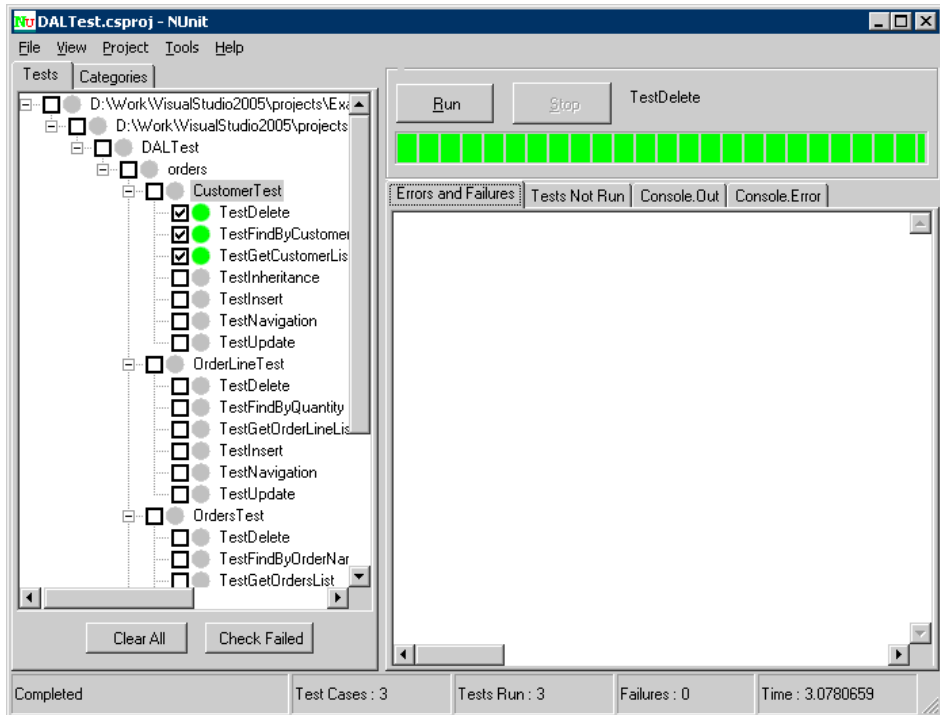 DALTest.csproj - NUnit
File View Project Tools Help
Tests Categories
D:\Work\VisualStudio2005\projects\Exa
D:\Work\VisualStudio2005\projects
DALTest
orders
CustomerTest
TestDelete
TestFindByCustomer
TestGetCustomerLis
TestInheritance
TestInsert
TestNavigation
TestUpdate
OrderLineTest
TestDelete
TestFindByQuantity
TestGetOrderLineLis
TestInsert
TestNavigation
TestUpdate
OrdersTest
TestDelete
TestFindByOrderNar
TestGetOrdersList
Clear All Check Failed
Run Stop TestDelete
Errors and Failures Tests Not Run Console.Out Console.Error
Completed Test Cases : 3 Tests Run : 3 Failures : 0 Time : 3.0780659